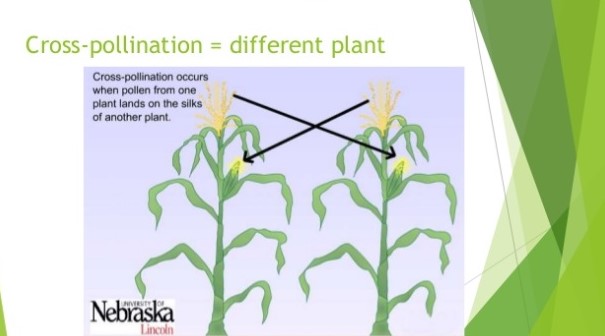 Cross-pollination = different plant
Cross-pollination occurs
when pollen from one
plant lands on the silks
of another plant.
UNIVERSITY OF
Nebraska
Lincoln